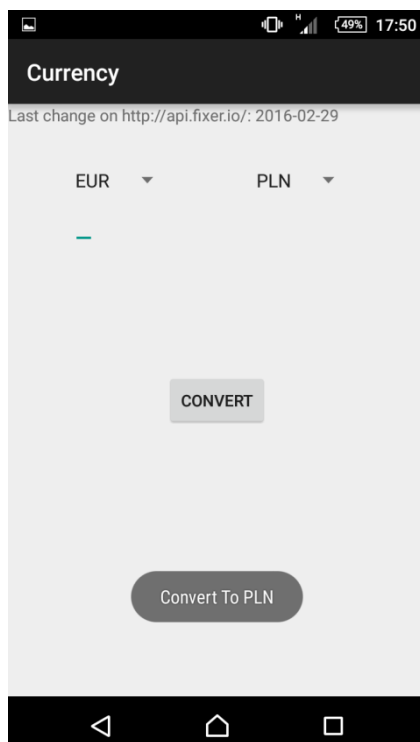 H 49% 17:50
Currency
Last change on http://api.fixer.io/: 2016-02-29
EUR PLN
CONVERT
Convert To PLN